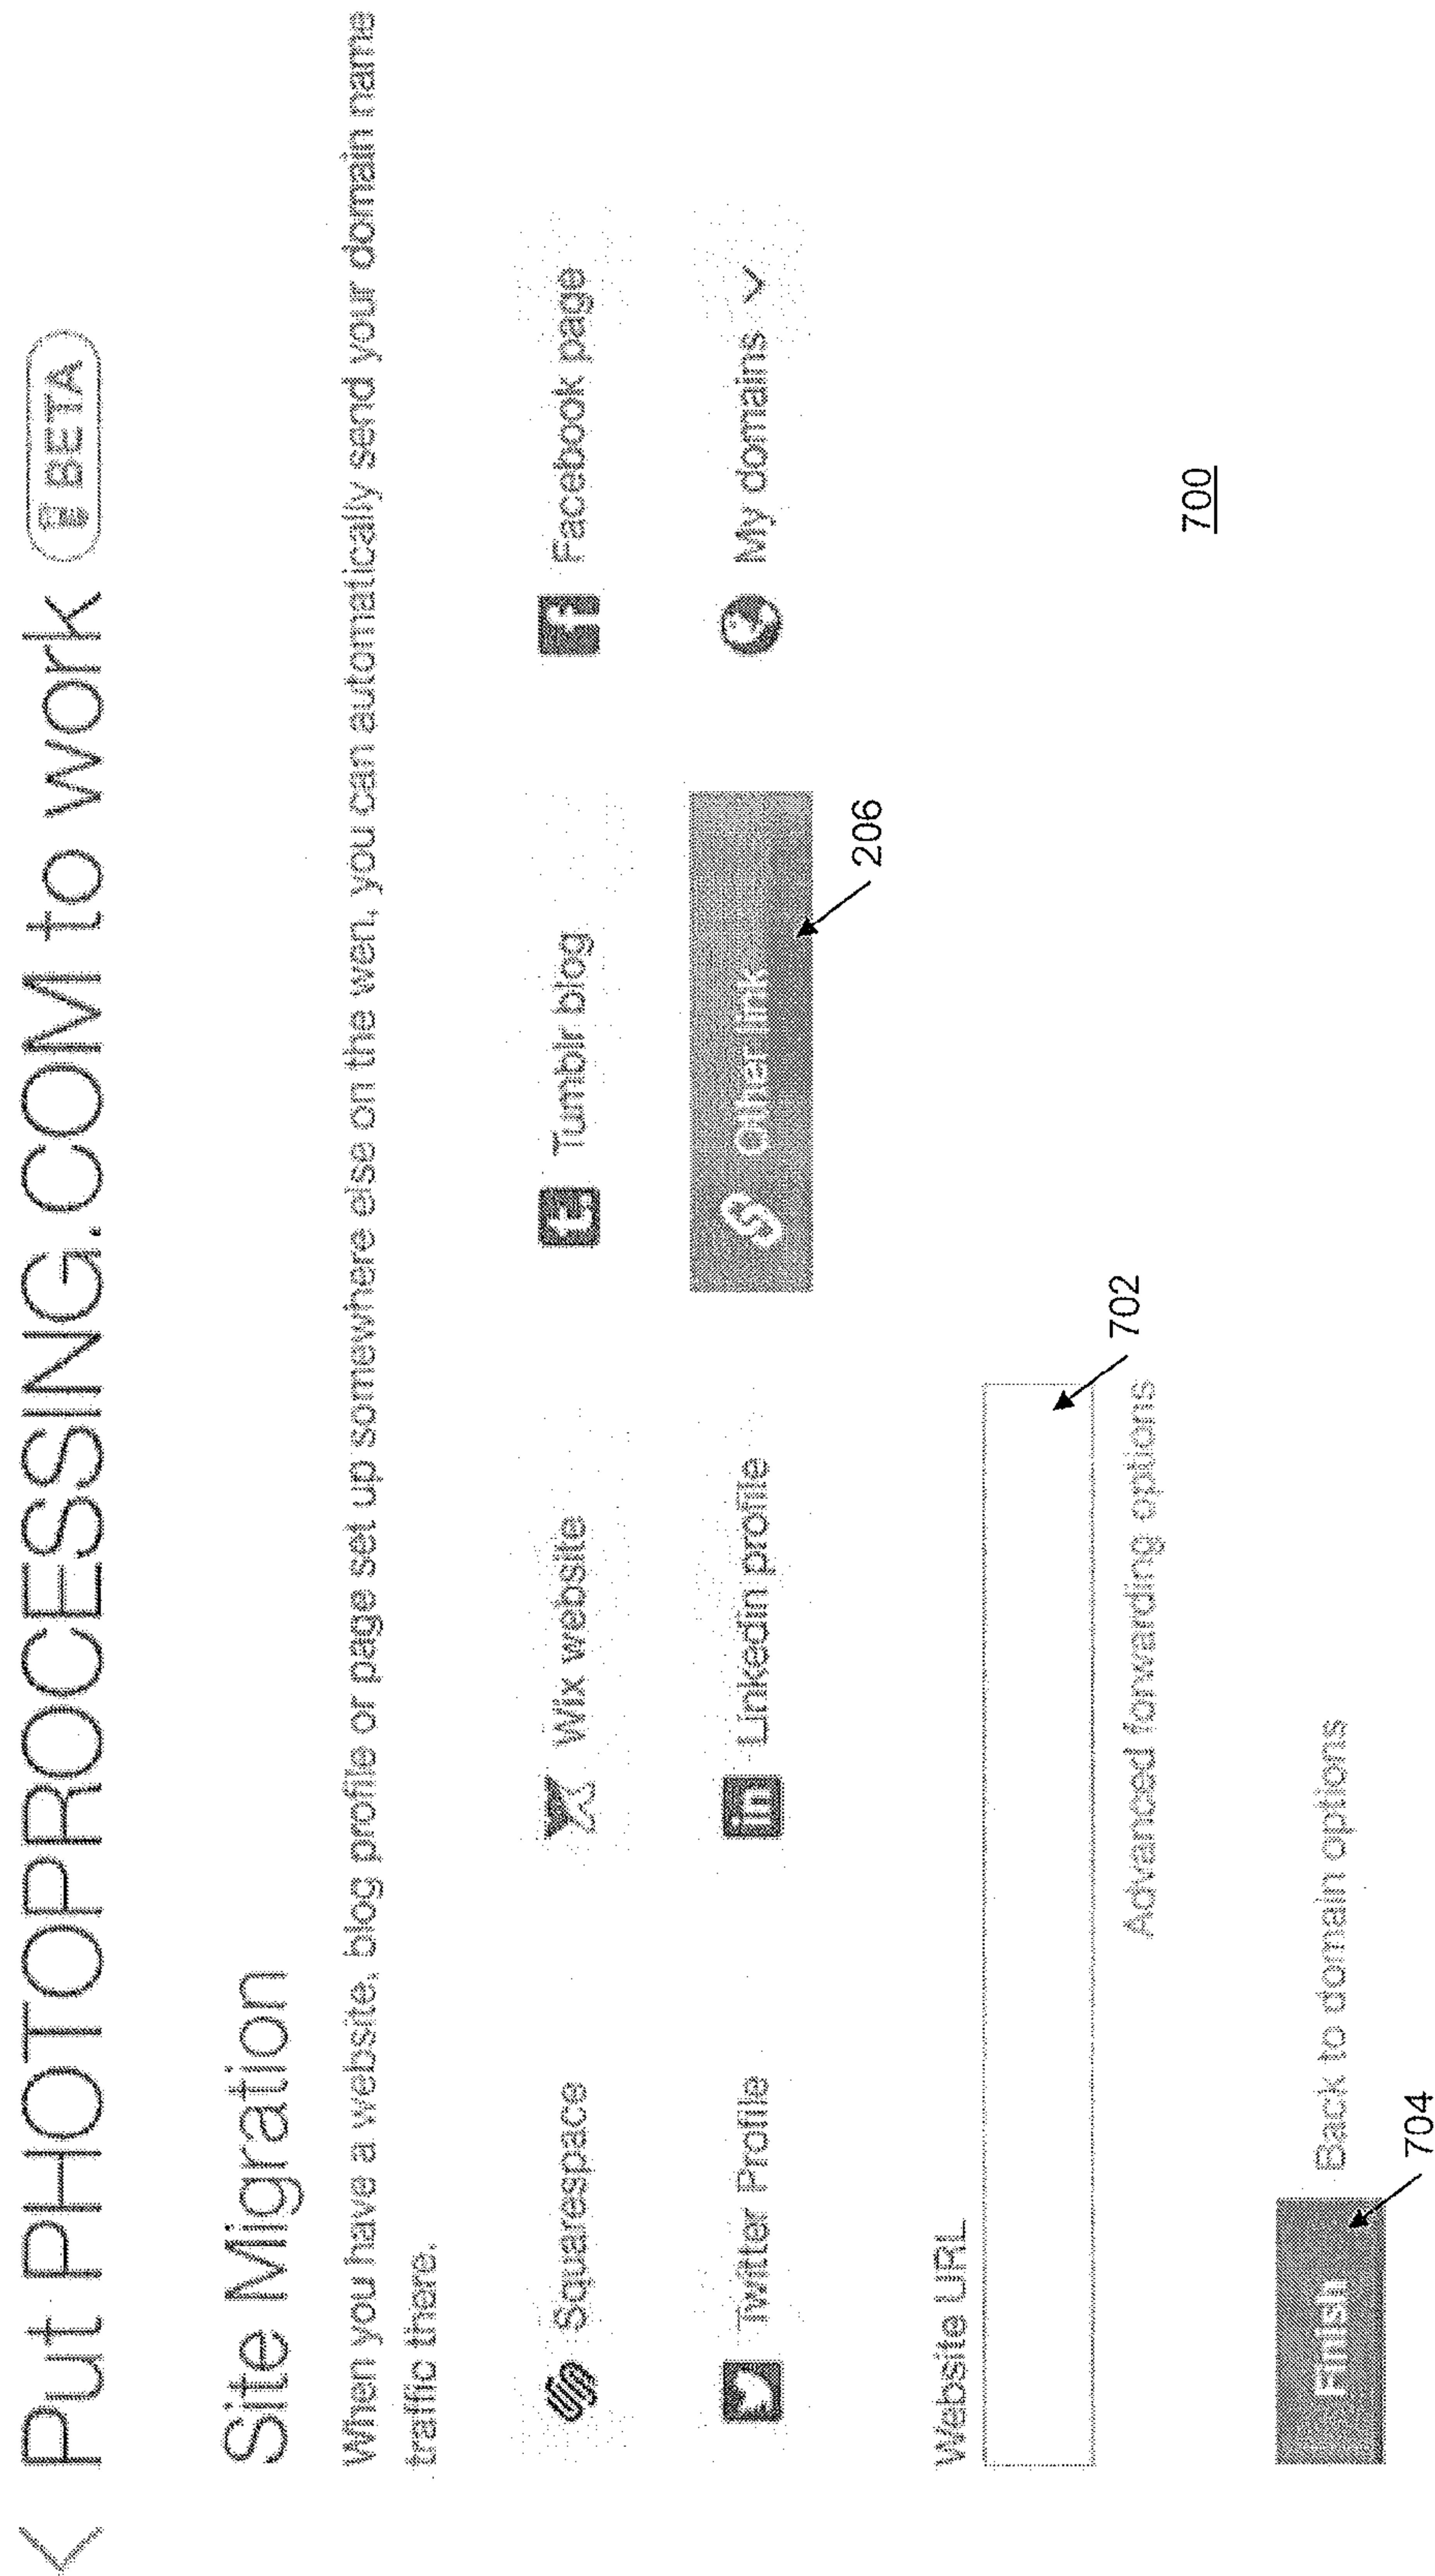 Put PHOTOPROCESSING.COM to work BETA
Site Migration
When you have a website, blog profile or page set up somewhere else on the wen, you can automatically send your domain name
traffic there.
Squarespace Wix website Tumblr blog Facebook page
Twitter Profile Linkedin profile Other link My domains
206
Website URL
702
Advanced forwarding options
700
Finish Back to domain options
704